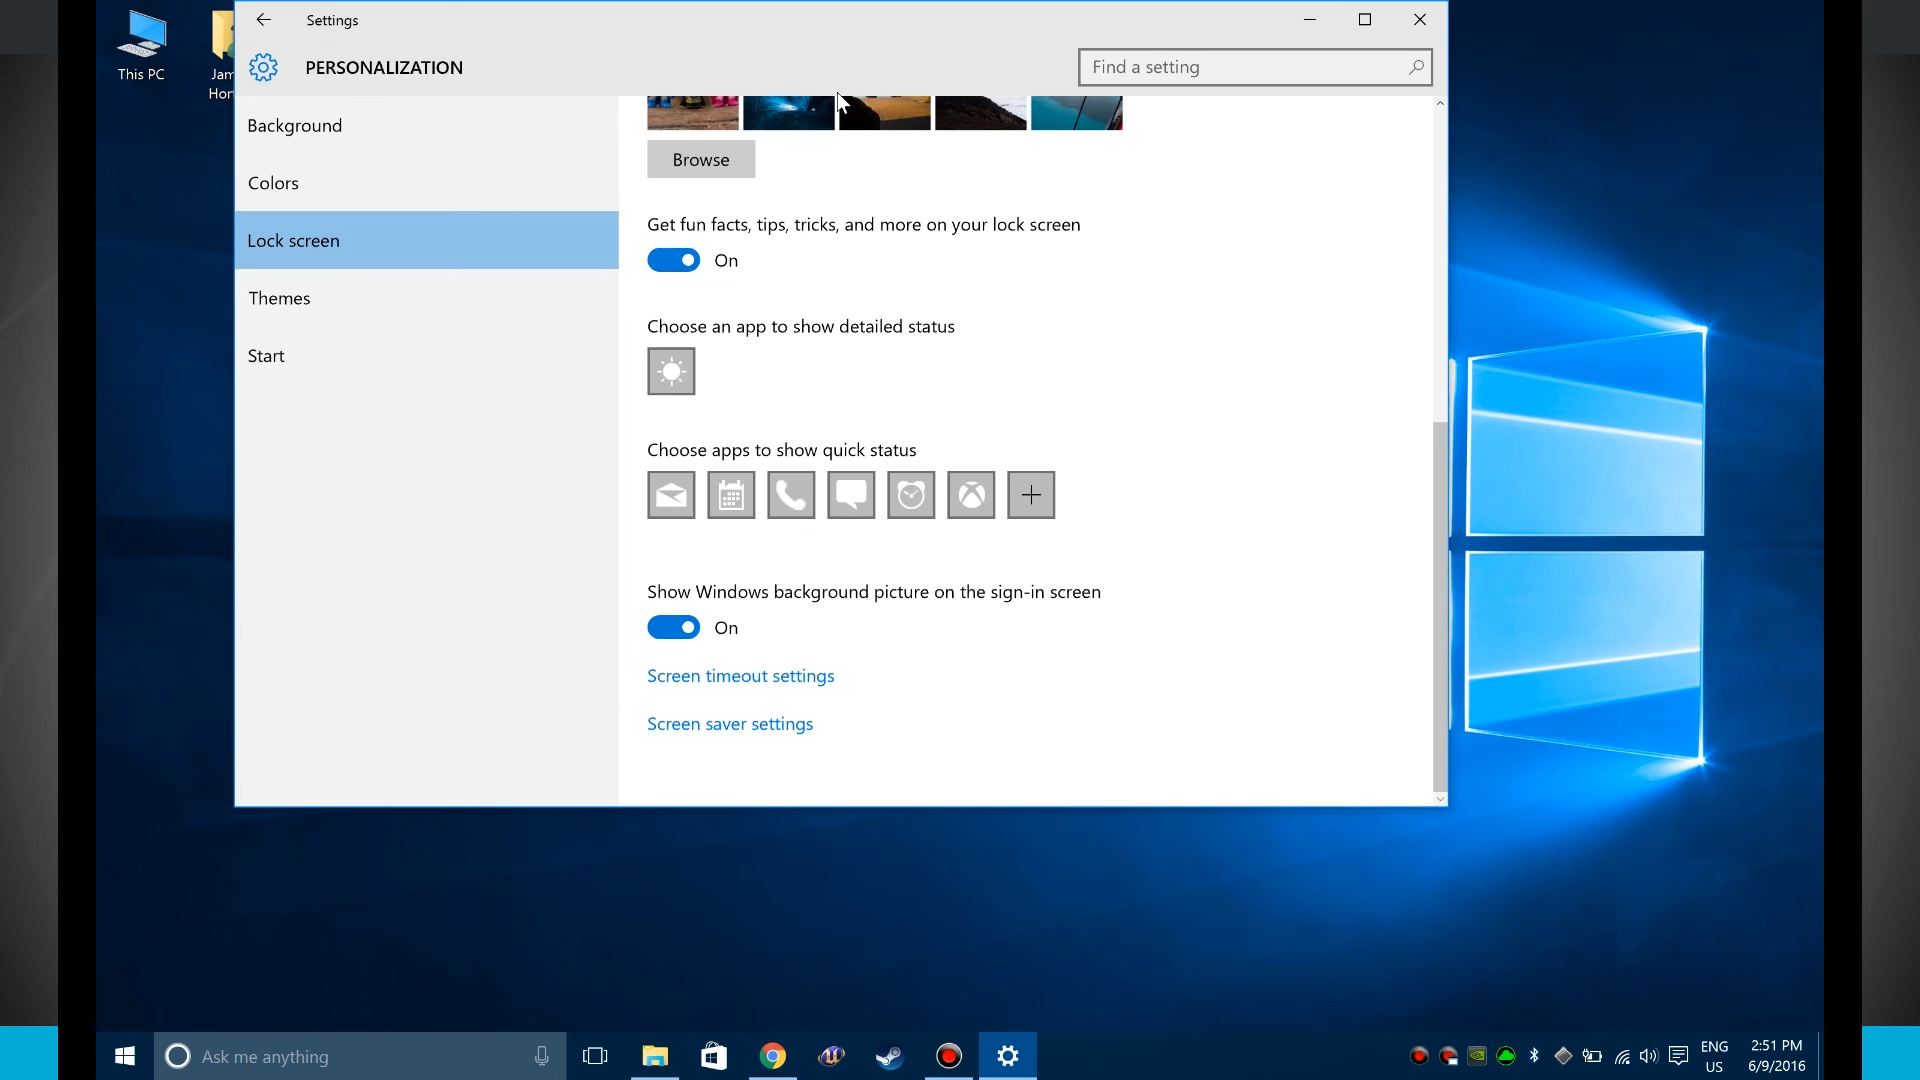 This PC
Jam
Hor
Settings
PERSONALIZATION
Find a setting
Background
Colors
Lock screen
Themes
Start
Browse
Get fun facts, tips, tricks, and more on your lock screen
On
Choose an app to show detailed status
Choose apps to show quick status
Show Windows background picture on the sign-in screen
On
Screen timeout settings
Screen saver settings
Ask me anything
ENG
US
2:51 PM
6/9/2016